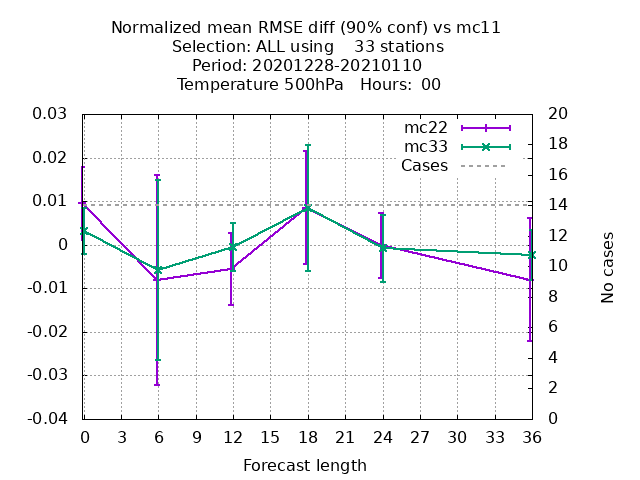 Normalized mean RMSE diff (90% conf) vs mc11
Selection: ALL using 33 stations
Period: 20201228-20210110
Temperature 500hPa Hours: 00
mc22
mc33
Cases
0.03
0.02
0.01
0
-0.01
-0.02
-0.03
-0.04
20
18
16
14
12
10
8
6
4
2
0
No cases
0 3 6 9 12 15 18 21 24 27 30 33 36
Forecast length